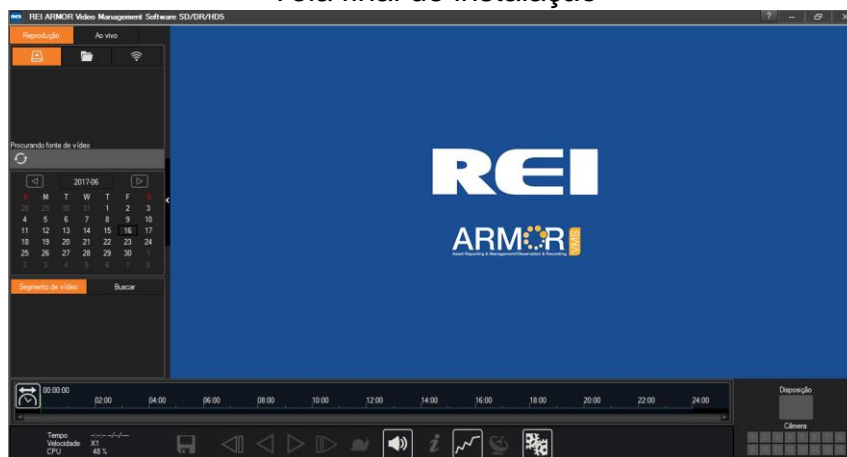 Tela final de instalação
REI REI ARMOR Video Management Software SD/DR/HD5
Reprodução Ao vivo
Procurando fonte de vídeo
2017-06
S M T W T F S
28 29 30 31 1 2 3
4 5 6 7 8 9 10
11 12 13 14 15 16 17
18 19 20 21 22 23 24
25 26 27 28 29 30 1
2 3 4 5 6 7 8
Segmento de vídeo Buscar
REI
ARMOR VMS
Asset Reporting & Management/Observation & Recording
00:00:00
02:00 04:00 06:00 08:00 10:00 12:00 14:00 16:00 18:00 20:00 22:00 24:00
Disposição
Câmera
Tempo --:--:-- --/--/--
Velocidade X1
CPU 48 %